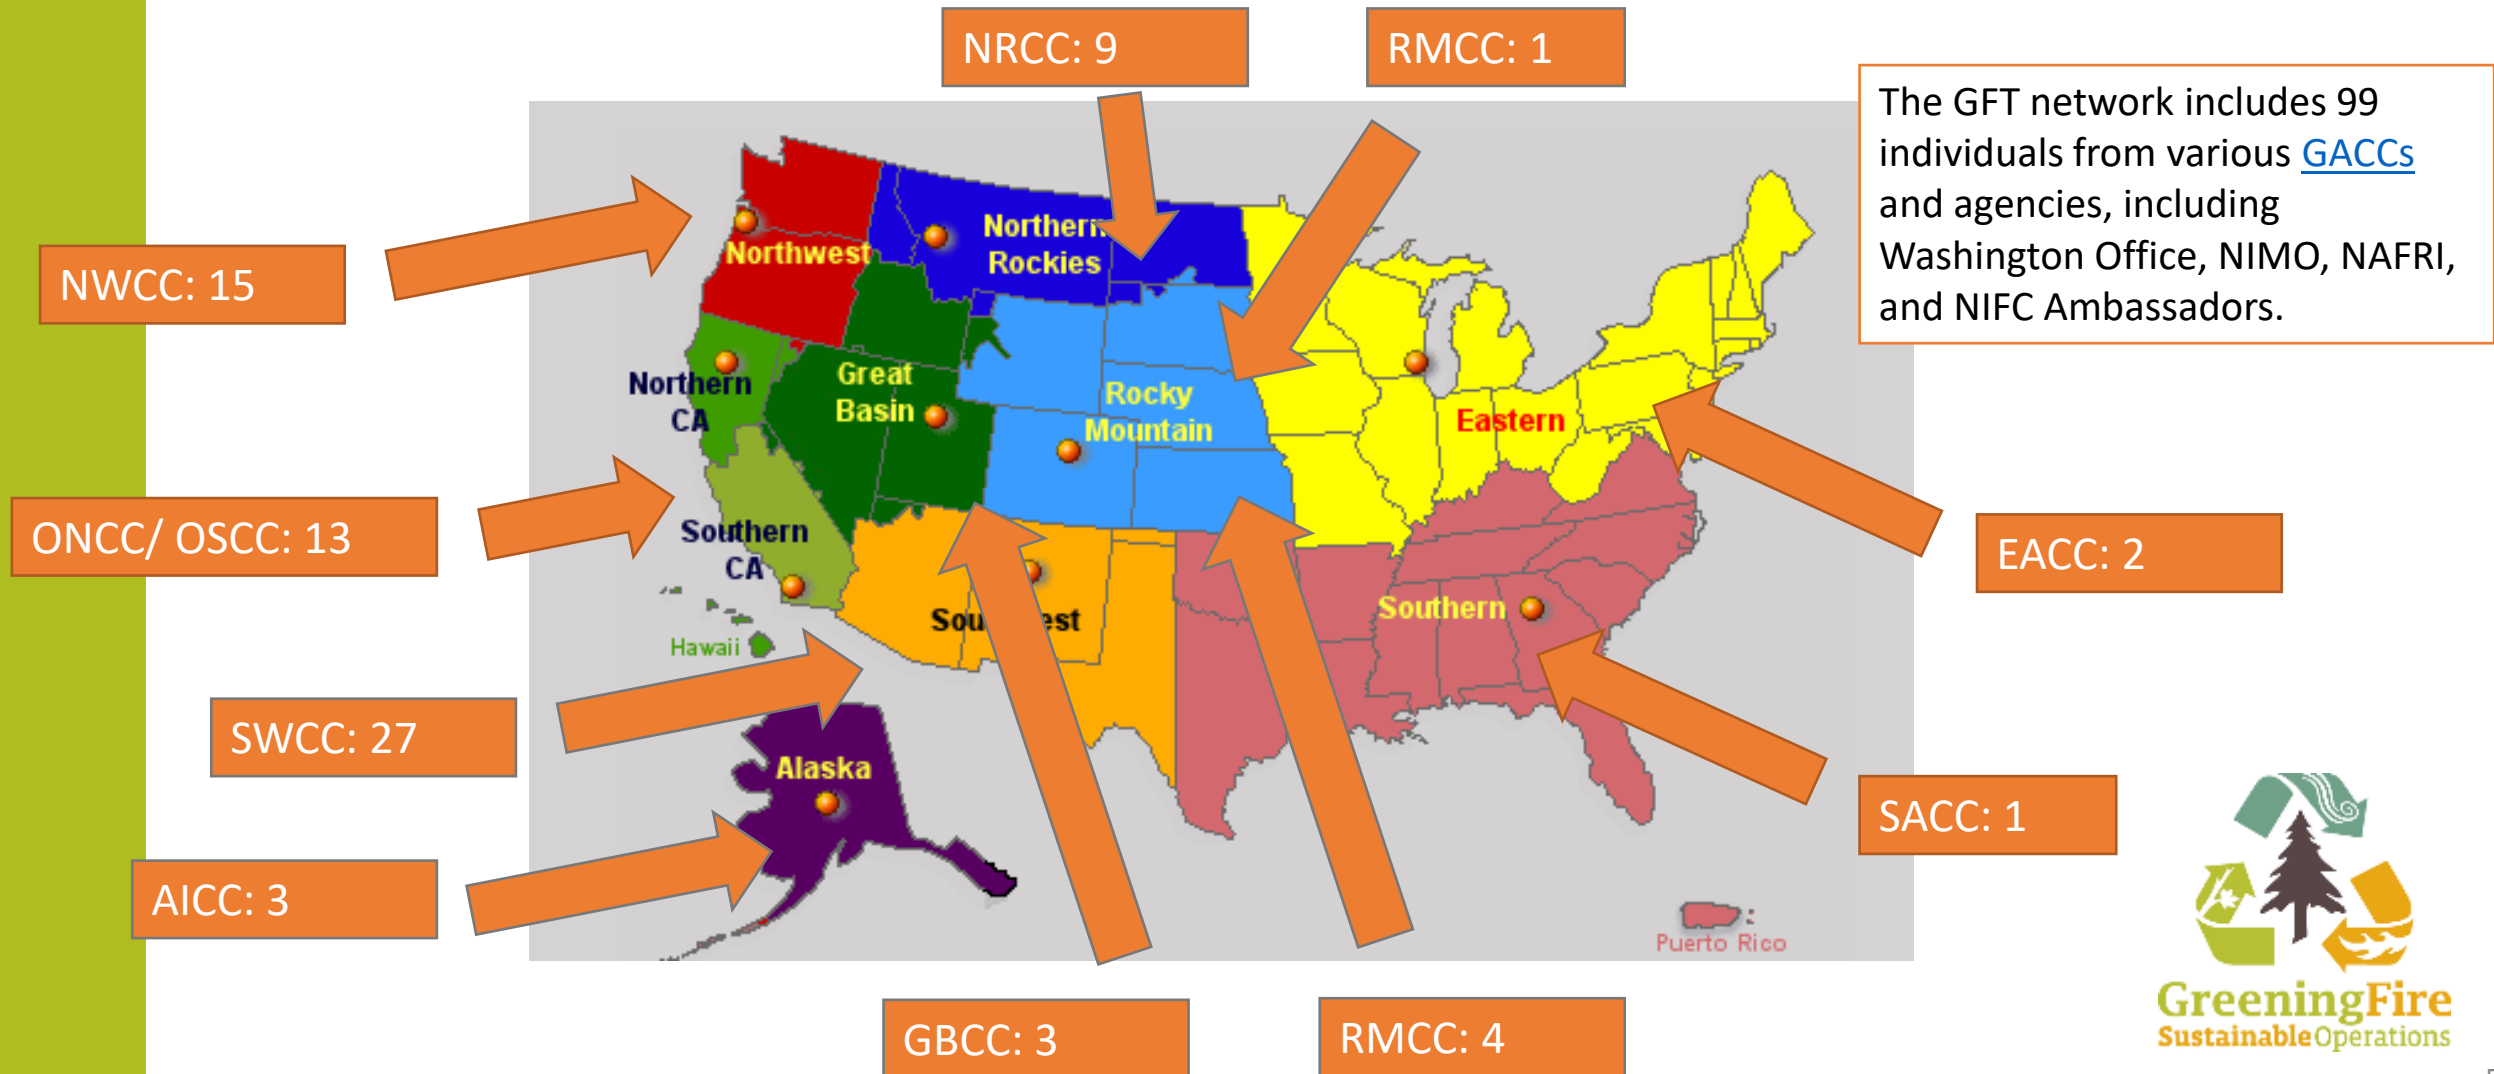 NRCC: 9
RMCC: 1
The GFT network includes 99
individuals from various GACCs
and agencies, including
Washington Office, NIMO, NAFRI,
and NIFC Ambassadors.
NWCC: 15
Northwest
Northern
Rockies
Northern
CA
Great
Basin
Rocky
Mountain
Eastern
ONCC/ OSCC: 13
Southern
CA
EACC: 2
Hawaii
Sou est
Southern
SWCC: 27
Alaska
SACC: 1
AICC: 3
Puerto Rico
GBCC: 3
RMCC: 4
GreeningFire
SustainableOperations